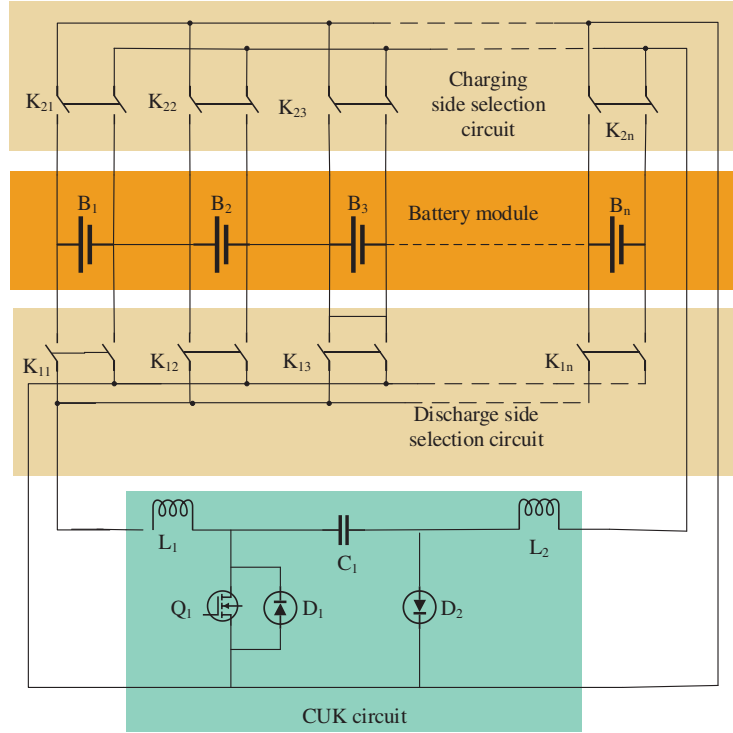 K21
K22
K23
Charging
side selection
circuit
K2n
B1
B2
B3
Battery module
Bn
K11
K12
K13
K1n
Discharge side
selection circuit
L1
C1
L2
Q1
D1
D2
CUK circuit